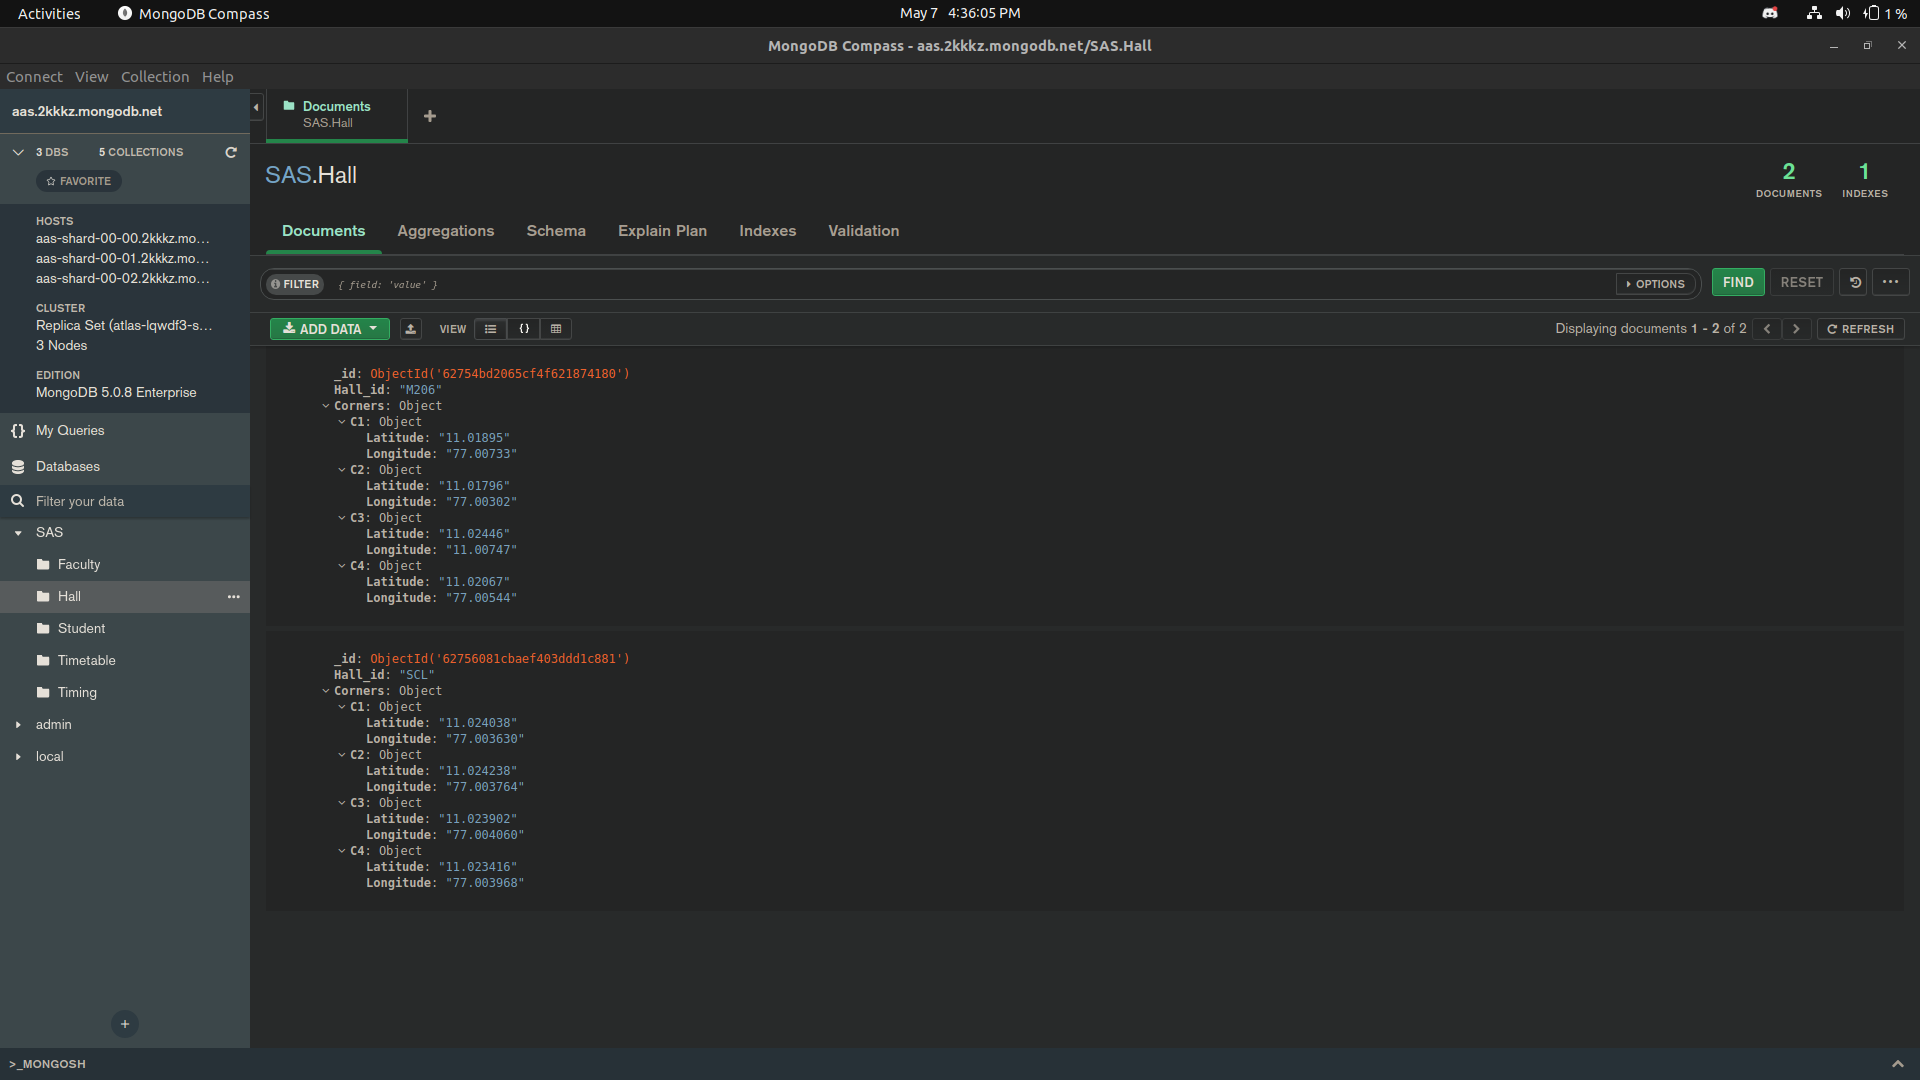 Activities
MongoDB Compass
May 7 4:36:05 PM
1 %
MongoDB Compass - aas.2kkkz.mongodb.net/SAS.Hall
Connect View Collection Help
aas.2kkkz.mongodb.net
3 DBS 5 COLLECTIONS
FAVORITE
HOSTS
aas-shard-00-00.2kkkz.mo...
aas-shard-00-01.2kkkz.mo...
aas-shard-00-02.2kkkz.mo...
CLUSTER
Replica Set (atlas-lqwdf3-s...
3 Nodes
EDITION
MongoDB 5.0.8 Enterprise
{} My Queries
Databases
Filter your data
SAS
Faculty
Hall
Student
Timetable
Timing
admin
local
>_MONGOSH
Documents
SAS.Hall
SAS.Hall
2
DOCUMENTS
1
INDEXES
Documents Aggregations Schema Explain Plan Indexes Validation
FILTER { field: 'value' } OPTIONS FIND RESET
ADD DATA VIEW {} Displaying documents 1 - 2 of 2 REFRESH
_id: ObjectId('62754bd2065cf4f621874180')
Hall_id: "M206"
Corners: Object
C1: Object
Latitude: "11.01895"
Longitude: "77.00733"
C2: Object
Latitude: "11.01796"
Longitude: "77.00302"
C3: Object
Latitude: "11.02446"
Longitude: "11.00747"
C4: Object
Latitude: "11.02067"
Longitude: "77.00544"
_id: ObjectId('62756081cbaef403ddd1c881')
Hall_id: "SCL"
Corners: Object
C1: Object
Latitude: "11.024038"
Longitude: "77.003630"
C2: Object
Latitude: "11.024238"
Longitude: "77.003764"
C3: Object
Latitude: "11.023902"
Longitude: "77.004060"
C4: Object
Latitude: "11.023416"
Longitude: "77.003968"